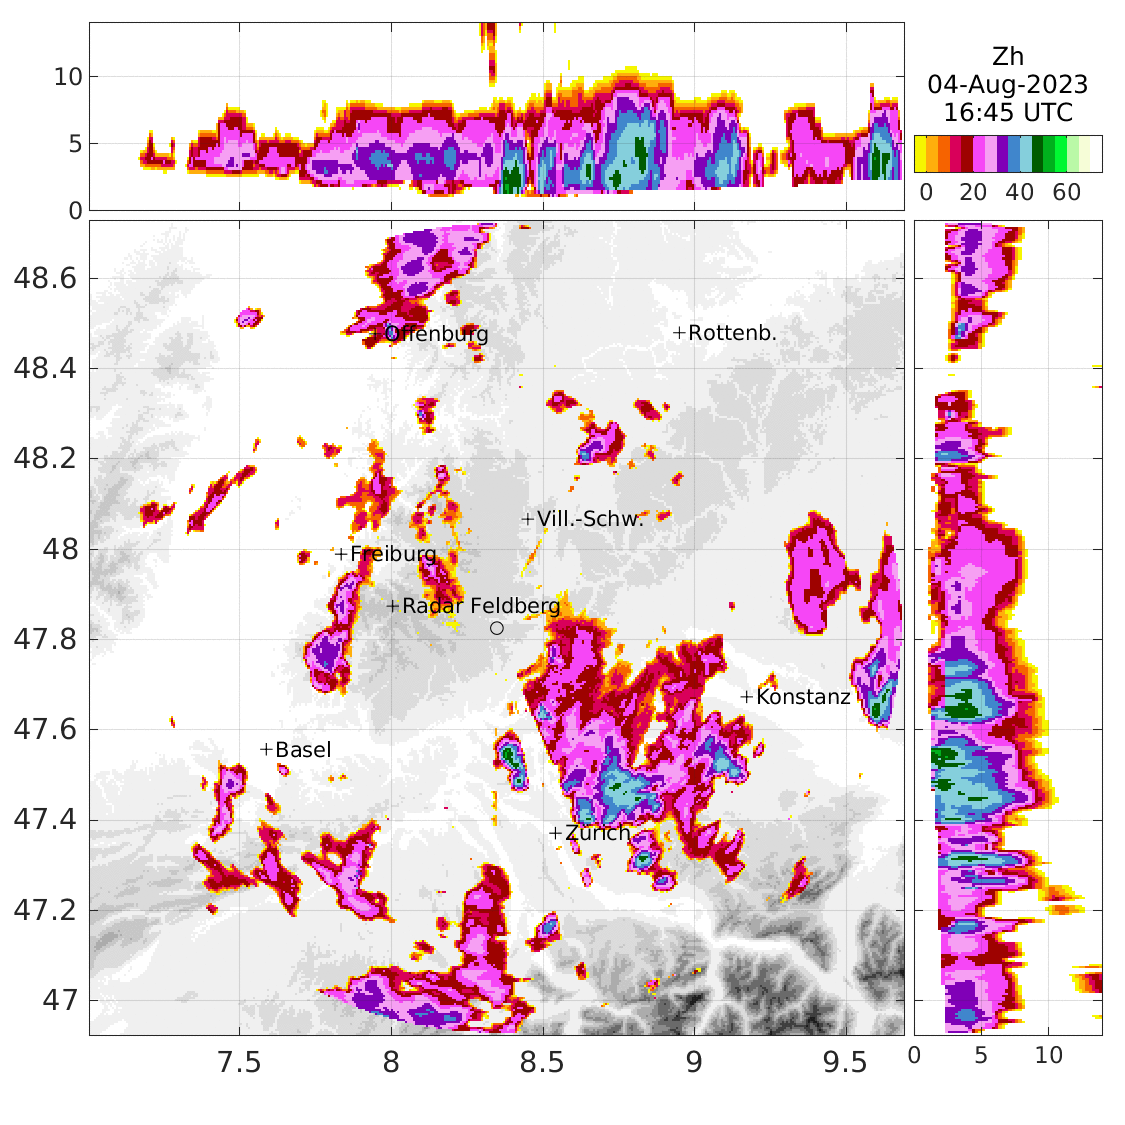 10
5
0
Zh
04-Aug-2023
16:45 UTC
0 20 40 60
48.6
48.4
48.2
48
47.8
47.6
47.4
47.2
47
+Offenburg
+Rottenb.
+Vill.-Schw.
+Freiburg
+Radar Feldberg
+Konstanz
+Basel
+Zurich
7.5 8 8.5 9 9.5
0 5 10